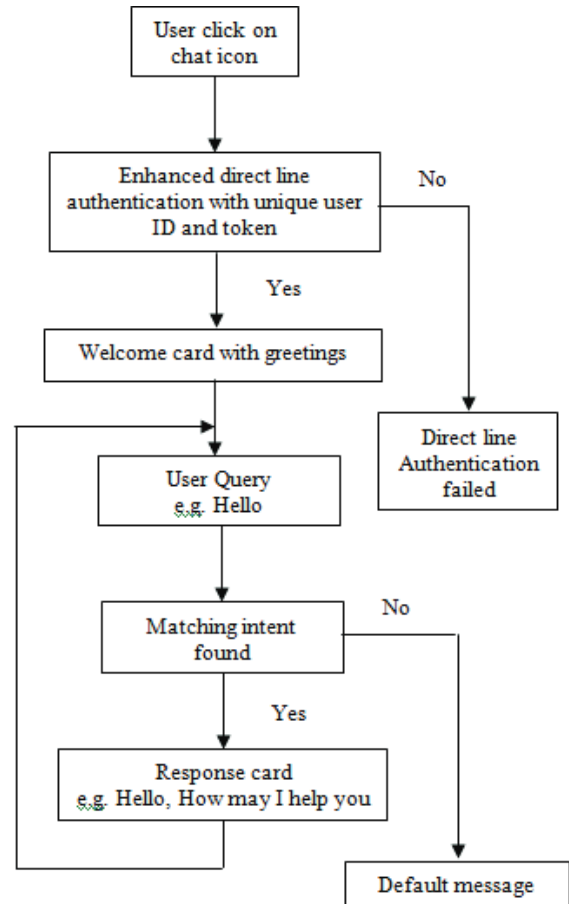 User click on
chat icon
Enhanced direct line
authentication with unique user
ID and token
No
Yes
Welcome card with greetings
Direct line
Authentication
failed
User Query
e.g. Hello
Matching intent
found
No
Yes
Response card
e.g. Hello, How may I help you
Default message